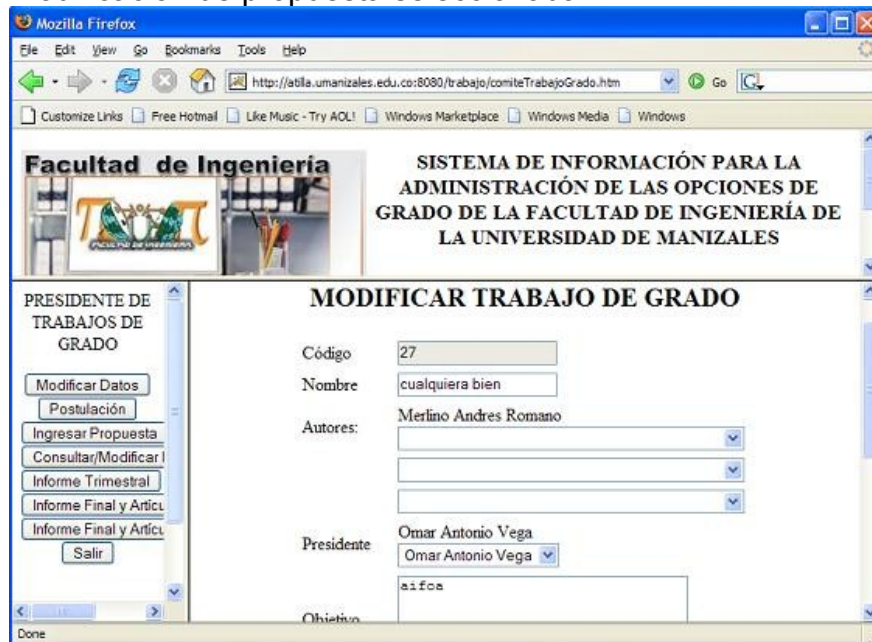 Mozilla Firefox
File Edit View Go Bookmarks Tools Help
http://atila.umanizales.edu.co:8080/trabajo/comiteTrabajoGrado.htm Go
Customize Links Free Hotmail Like Music - Try AOL! Windows Marketplace Windows Media Windows
Facultad de Ingeniería
SISTEMA DE INFORMACIÓN PARA LA
ADMINISTRACIÓN DE LAS OPCIONES DE
GRADO DE LA FACULTAD DE INGENIERÍA DE
LA UNIVERSIDAD DE MANIZALES
PRESIDENTE DE
TRABAJOS DE
GRADO
Modificar Datos
Postulación
Ingresar Propuesta
Consultar/Modificar
Informe Trimestral
Informe Final y Artícu
Informe Final y Artícu
Salir
MODIFICAR TRABAJO DE GRADO
Código 27
Nombre cualquiera bien
Autores: Merlino Andres Romano
Presidente Omar Antonio Vega
Omar Antonio Vega
Objetivo aifoa
Done